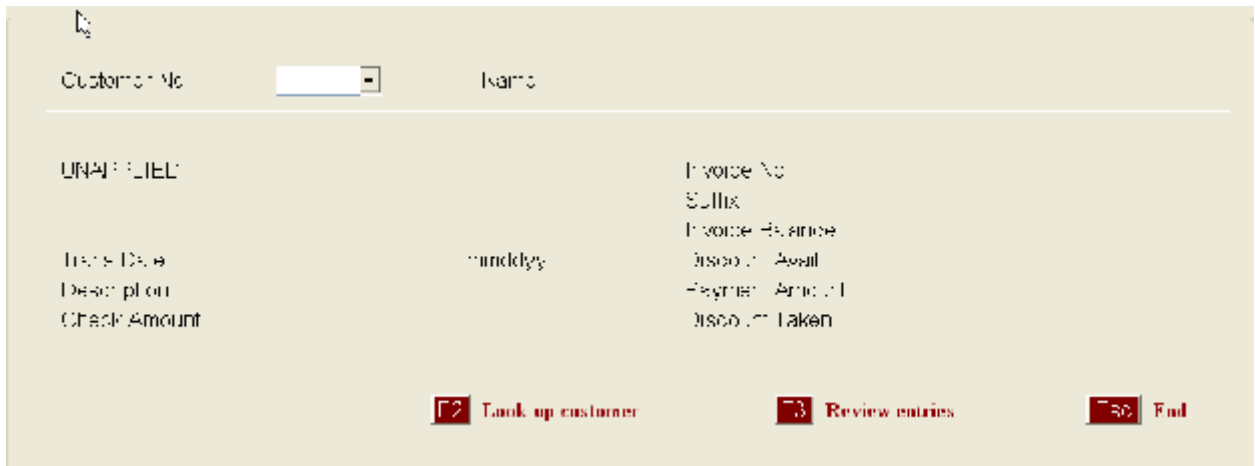 Customer No Name
UNAPPLIED: Invoice No
Suffix
Invoice Balance
Trans Date mmddyy Discount Avail
Description Payment Amount
Check Amount Discount Taken
F2 Look up customer F3 Review entries Esc End